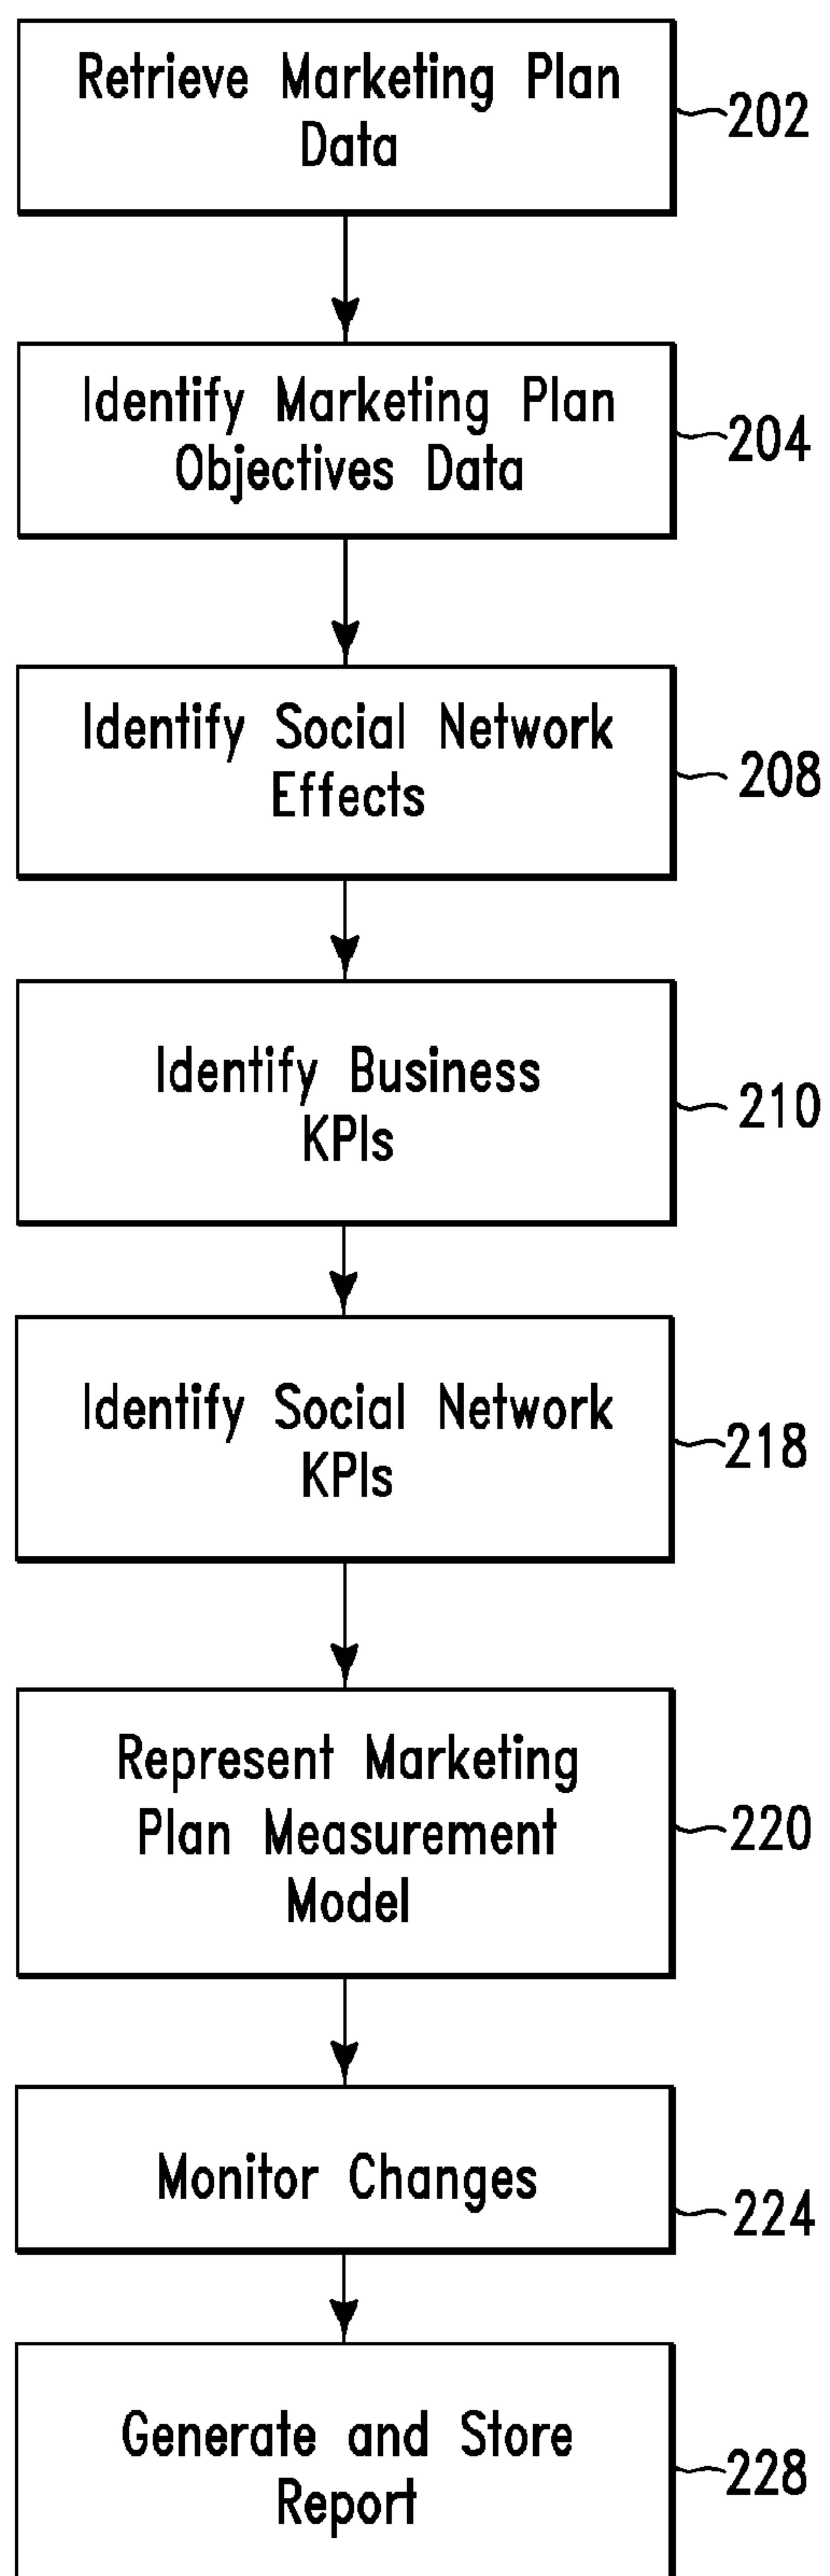 Retrieve Marketing Plan
Data
202
Identify Marketing Plan
Objectives Data
204
Identify Social Network
Effects
208
Identify Business
KPIs
210
Identify Social Network
KPIs
218
Represent Marketing
Plan Measurement
Model
220
Monitor Changes
224
Generate and Store
Report
228